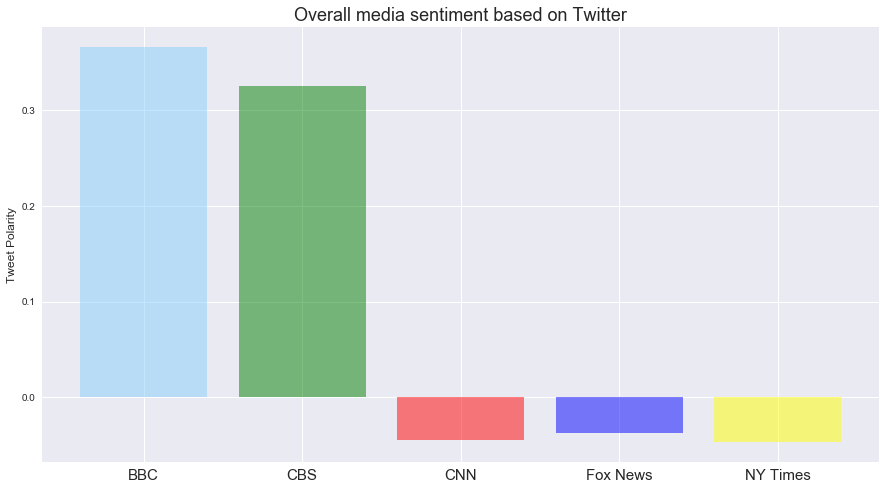 Overall media sentiment based on Twitter
Tweet Polarity
0.3
0.2
0.1
0.0
BBC CBS CNN Fox News NY Times